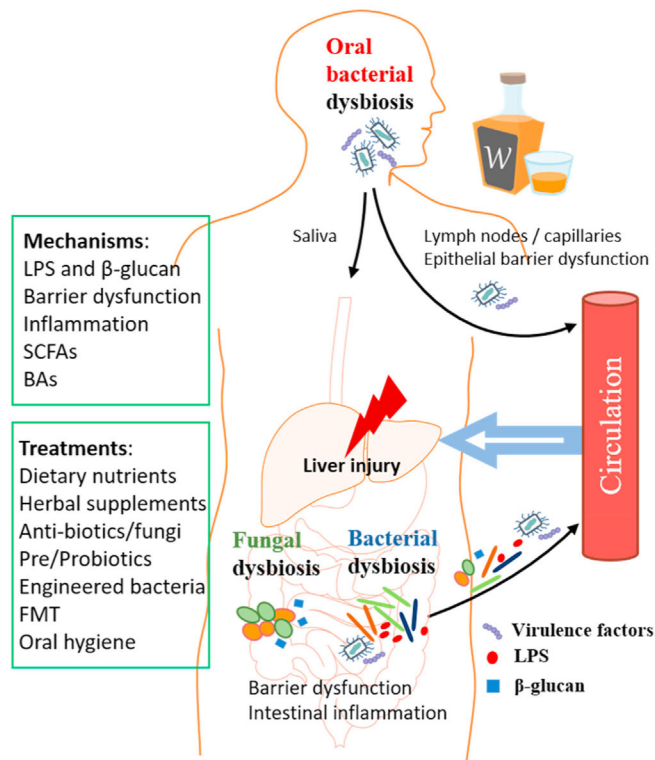 Oral
bacterial
dysbiosis
W
Saliva
Lymph nodes / capillaries
Epithelial barrier dysfunction
Mechanisms:
LPS and β-glucan
Barrier dysfunction
Inflammation
SCFAs
BAs
Circulation
Liver injury
Treatments:
Dietary nutrients
Herbal supplements
Anti-biotics/fungi
Pre/Probiotics
Engineered bacteria
FMT
Oral hygiene
Fungal
dysbiosis
Bacterial
dysbiosis
Barrier dysfunction
Intestinal inflammation
Virulence factors
LPS
β-glucan